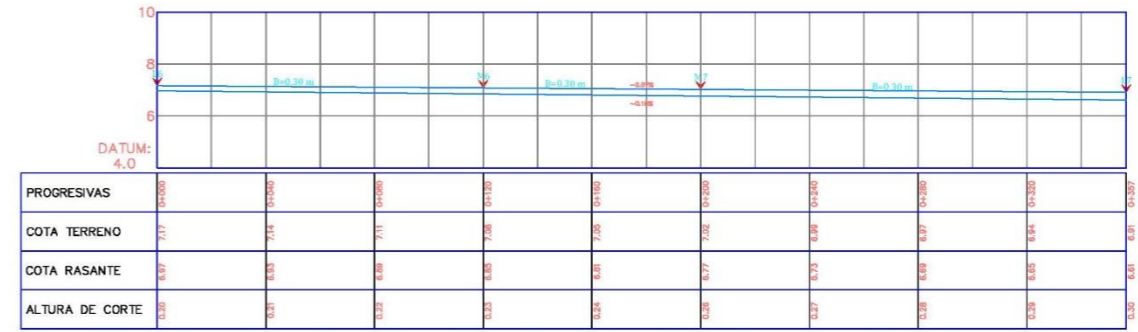 10
8
6
DATUM:
4.0
B=0.30 m
M6
B=0.20 m
M7
B=0.30 m
PROGRESIVAS 0+000 0+040 0+080 0+120 0+160 0+200 0+240 0+280 0+320 0+357
COTA TERRENO 7.17 7.14 7.11 7.08 7.05 7.02 6.99 6.97 6.94 6.91
COTA RASANTE 6.97 6.93 6.89 6.85 6.81 6.77 6.73 6.69 6.65 6.61
ALTURA DE CORTE 0.20 0.21 0.22 0.23 0.24 0.27 0.28 0.29 0.30